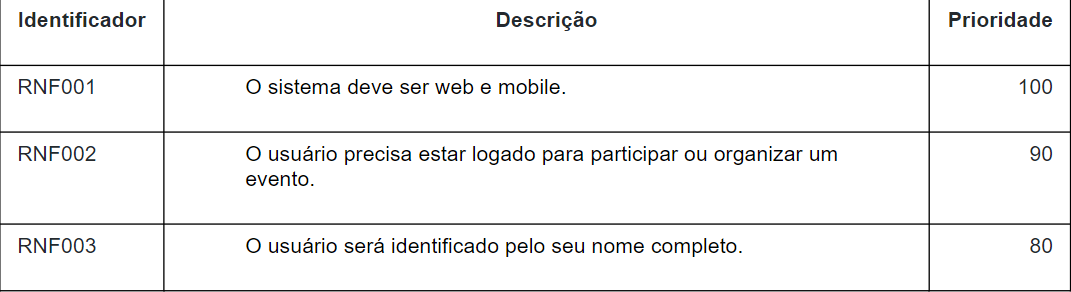 Identificador Descrição Prioridade
RNF001 O sistema deve ser web e mobile. 100
RNF002 O usuário precisa estar logado para participar ou organizar um 90
evento.
RNF003 O usuário será identificado pelo seu nome completo. 80